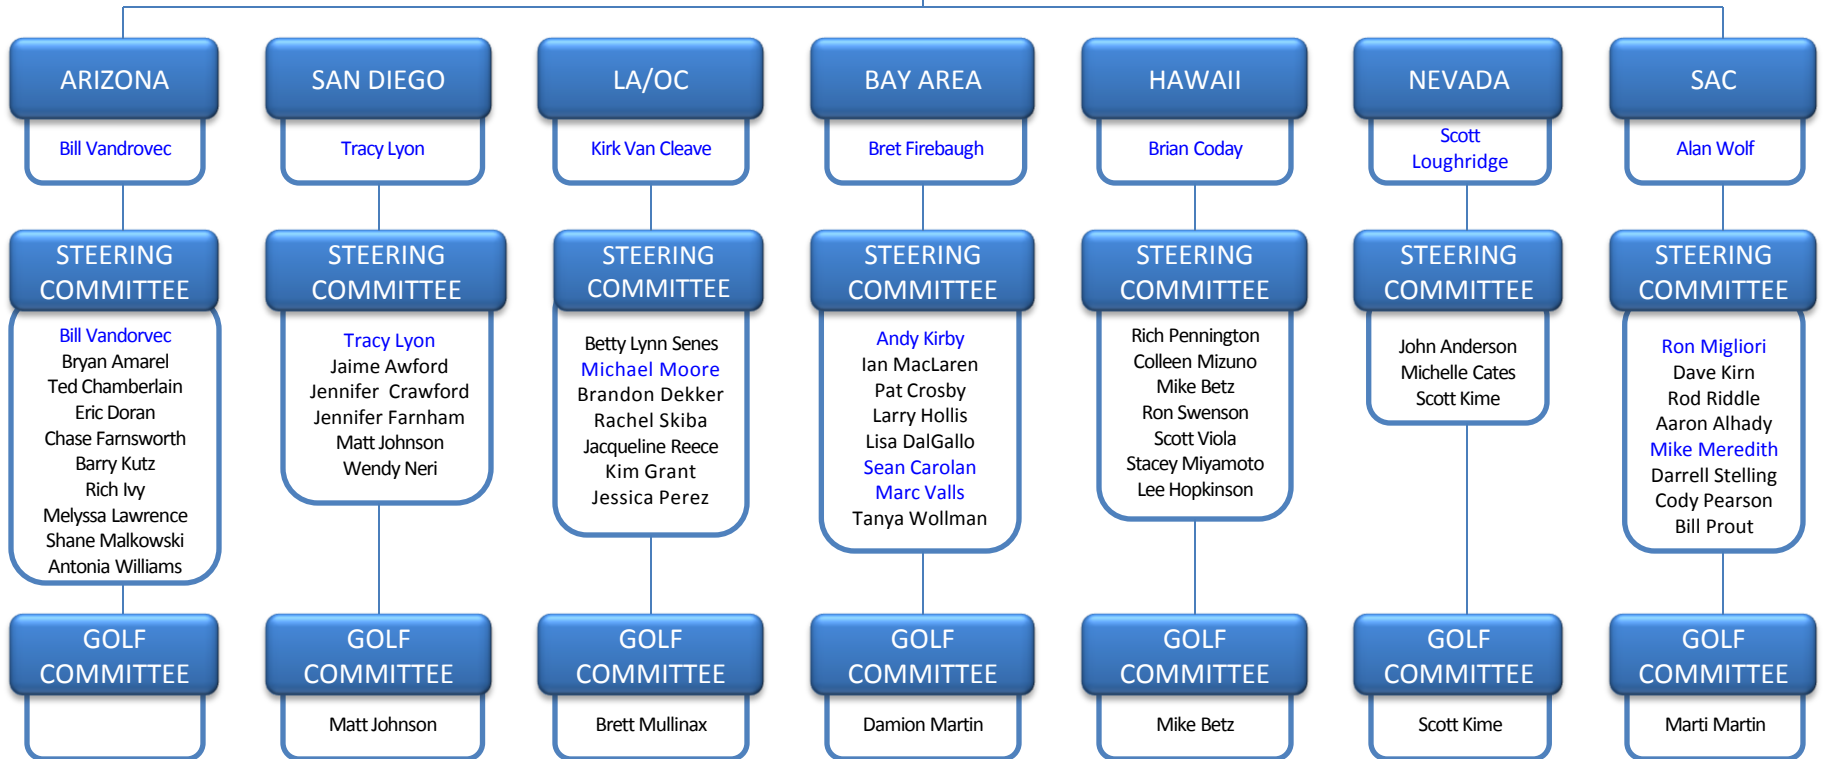 ARIZONA
Bill Vandrovec
STEERING
COMMITTEE
Bill Vandorvec
Bryan Amarel
Ted Chamberlain
Eric Doran
Chase Farnsworth
Barry Kutz
Rich Ivy
Melyssa Lawrence
Shane Malkowski
Antonia Williams
GOLF
COMMITTEE
SAN DIEGO
Tracy Lyon
STEERING
COMMITTEE
Tracy Lyon
Jaime Awford
Jennifer Crawford
Jennifer Farnham
Matt Johnson
Wendy Neri
GOLF
COMMITTEE
Matt Johnson
LA/OC
Kirk Van Cleave
STEERING
COMMITTEE
Betty Lynn Senes
Michael Moore
Brandon Dekker
Rachel Skiba
Jacqueline Reece
Kim Grant
Jessica Perez
GOLF
COMMITTEE
Brett Mullinax
BAY AREA
Bret Firebaugh
STEERING
COMMITTEE
Andy Kirby
Ian MacLaren
Pat Crosby
Larry Hollis
Lisa DalGallo
Sean Carolan
Marc Valls
Tanya Wollman
GOLF
COMMITTEE
Damion Martin
HAWAII
Brian Coday
STEERING
COMMITTEE
Rich Pennington
Colleen Mizuno
Mike Betz
Ron Swenson
Scott Viola
Stacey Miyamoto
Lee Hopkinson
GOLF
COMMITTEE
Mike Betz
NEVADA
Scott
Loughridge
STEERING
COMMITTEE
John Anderson
Michelle Cates
Scott Kime
GOLF
COMMITTEE
Scott Kime
SAC
Alan Wolf
STEERING
COMMITTEE
Ron Migliori
Dave Kirn
Rod Riddle
Aaron Alhady
Mike Meredith
Darrell Stelling
Cody Pearson
Bill Prout
GOLF
COMMITTEE
Marti Martin